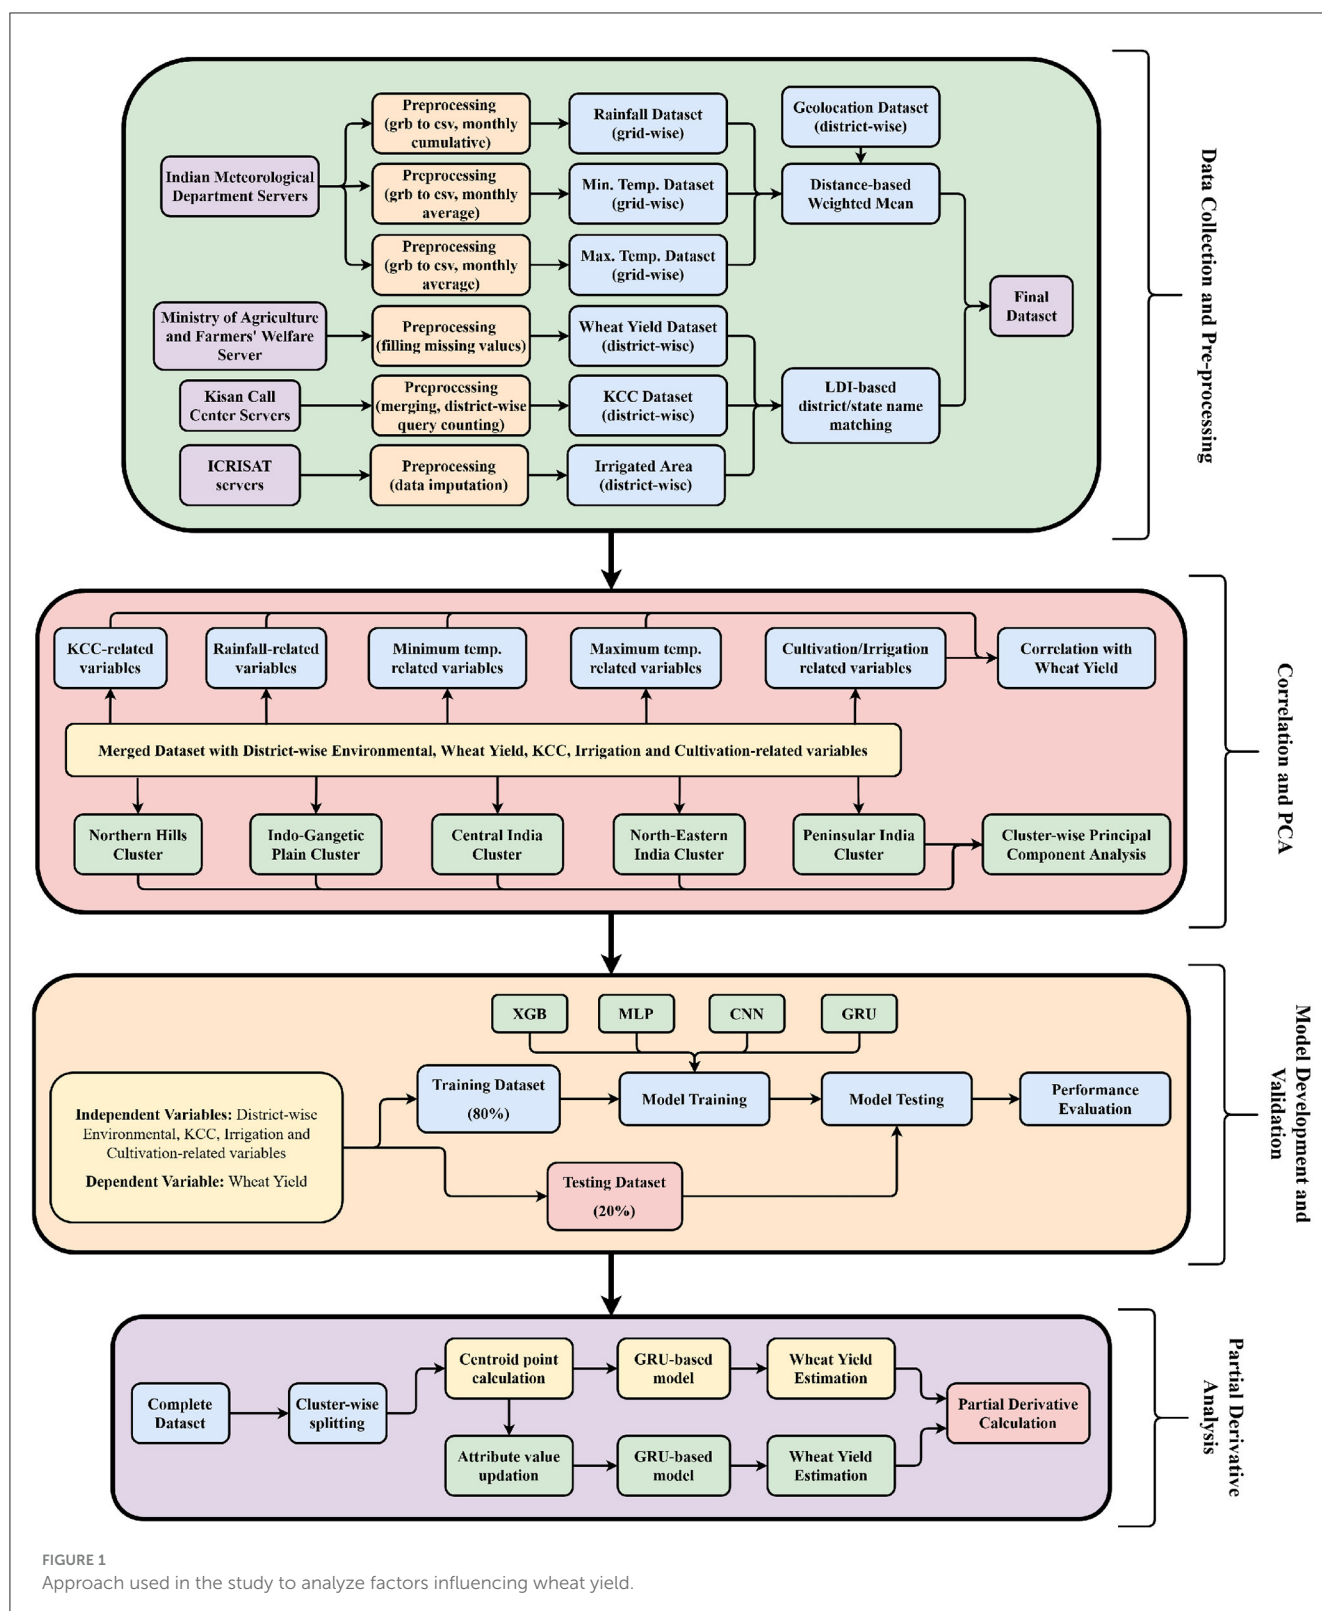 Preprocessing
(grb to csv, monthly
cumulative)
Rainfall Dataset
(grid-wise)
Geolocation Dataset
(district-wise)
Indian Meteorological
Department Servers
Preprocessing
(grb to csv, monthly
average)
Min. Temp. Dataset
(grid-wise)
Distance-based
Weighted Mean
Preprocessing
(grb to csv, monthly
average)
Max. Temp. Dataset
(grid-wise)
Final
Dataset
Ministry of Agriculture
and Farmers' Welfare
Server
Preprocessing
(filling missing values)
Wheat Yield Dataset
(district-wise)
Kisan Call
Center Servers
Preprocessing
(merging, district-wise
query counting)
KCC Dataset
(district-wise)
LDI-based
district/state name
matching
ICRISAT
servers
Preprocessing
(data imputation)
Irrigated Area
(district-wise)
Data Collection and Pre-processing
KCC-related
variables
Rainfall-related
variables
Minimum temp.
related variables
Maximum temp.
related variables
Cultivation/Irrigation
related variables
Correlation with
Wheat Yield
Merged Dataset with District-wise Environmental, Wheat Yield, KCC, Irrigation and Cultivation-related variables
Northern Hills
Cluster
Indo-Gangetic
Plain Cluster
Central India
Cluster
North-Eastern
India Cluster
Peninsular India
Cluster
Cluster-wise Principal
Component Analysis
Correlation and PCA
XGB
MLP
CNN
GRU
Independent Variables: District-wise
Environmental, KCC, Irrigation and
Cultivation-related variables
Dependent Variable: Wheat Yield
Training Dataset
(80%)
Model Training
Model Testing
Performance
Evaluation
Testing Dataset
(20%)
Model Development and
Validation
Complete
Dataset
Cluster-wise
splitting
Centroid point
calculation
GRU-based
model
Wheat Yield
Estimation
Partial Derivative
Calculation
Attribute value
updation
GRU-based
model
Wheat Yield
Estimation
Partial Derivative
Analysis
FIGURE 1
Approach used in the study to analyze factors influencing wheat yield.